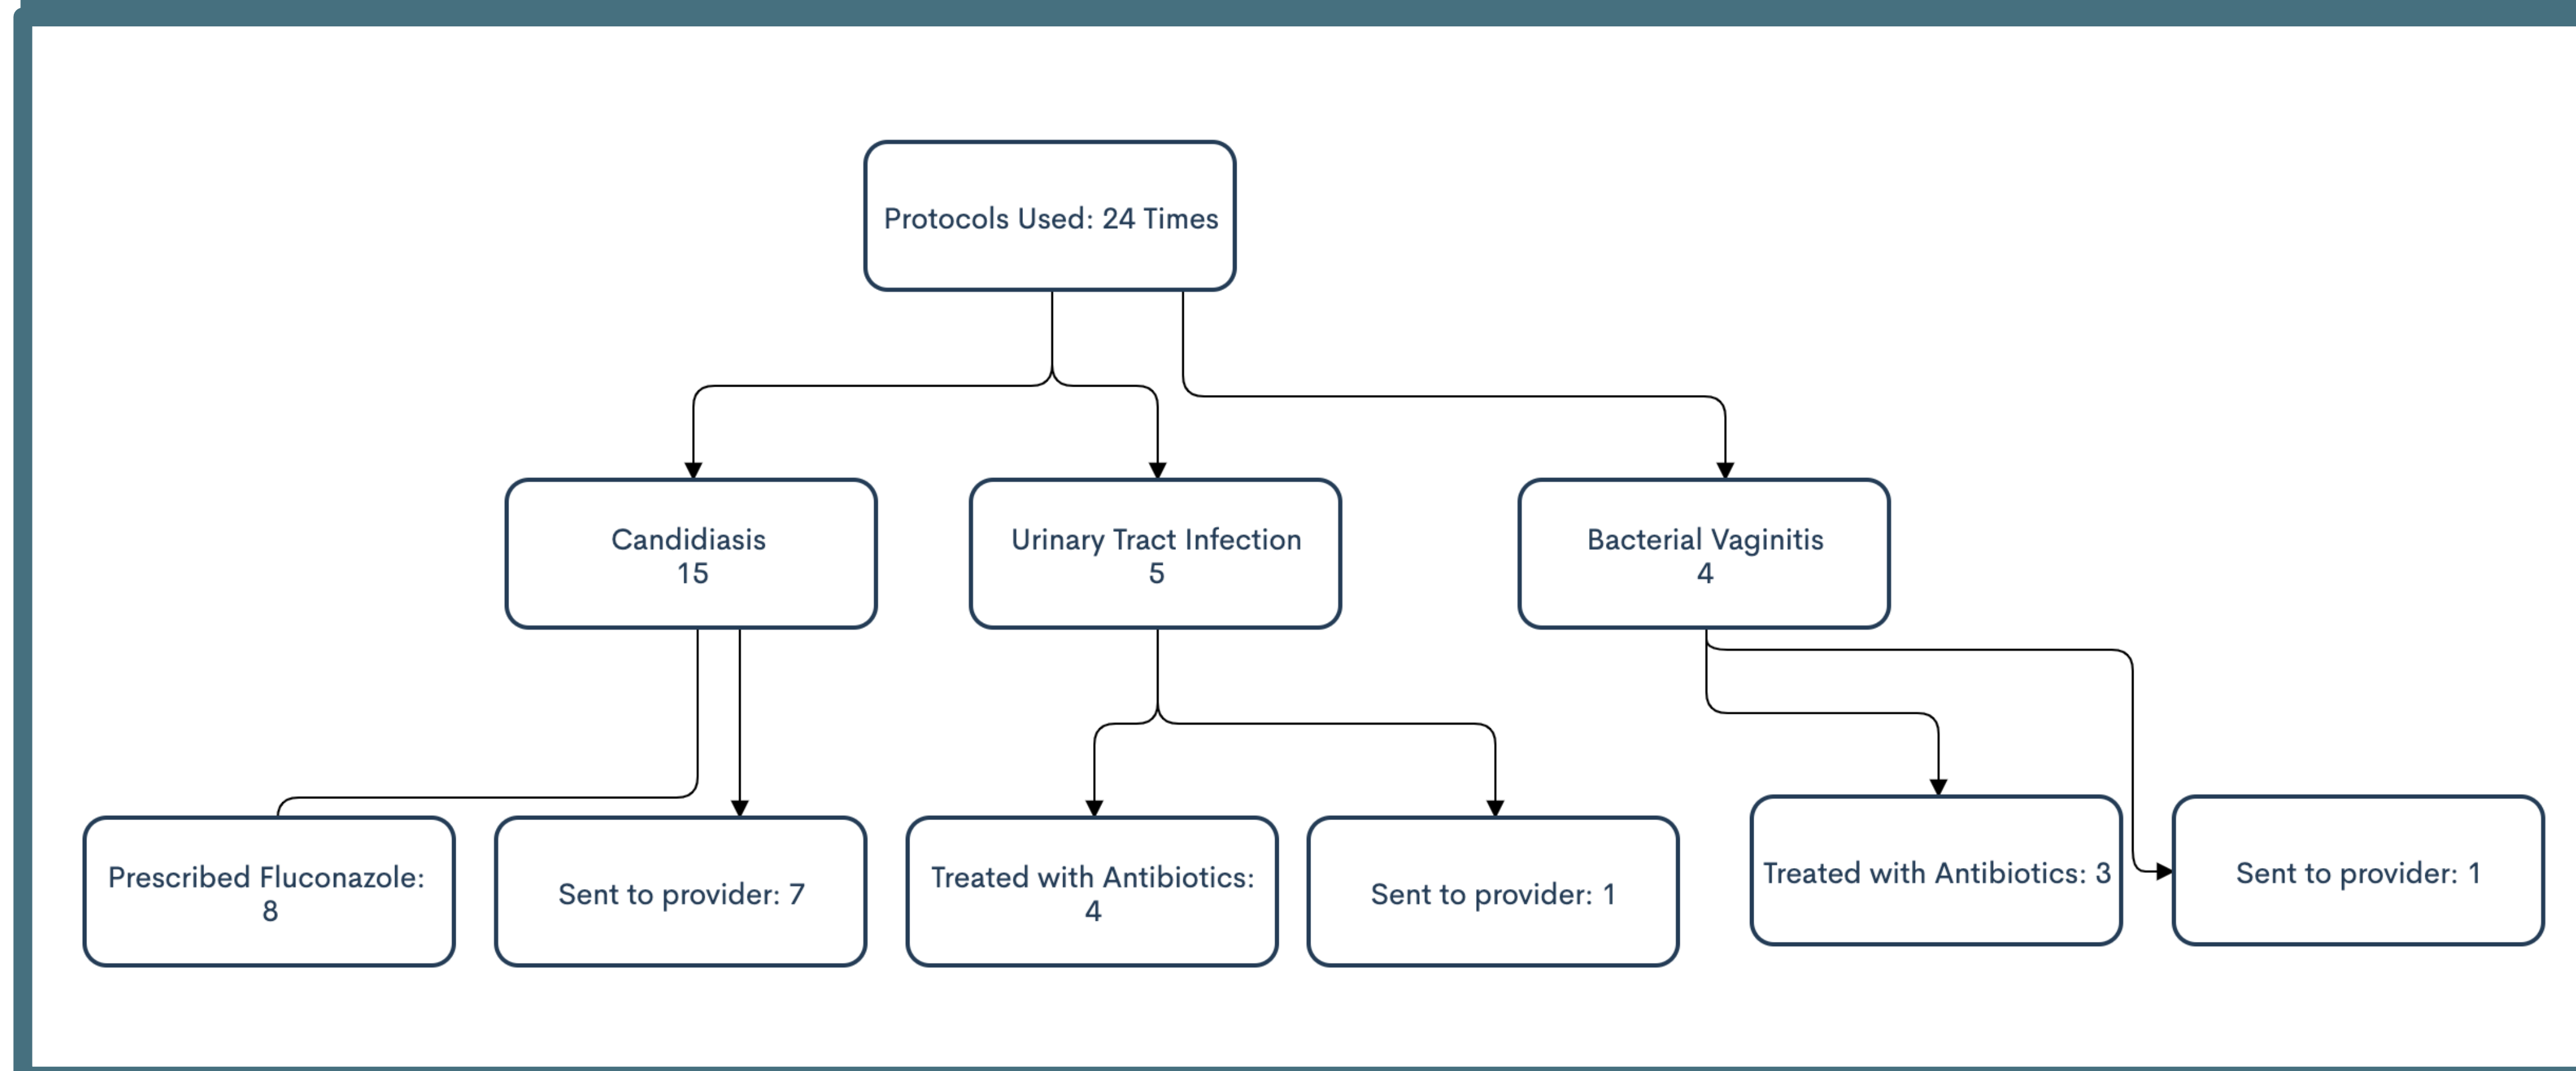 Protocols Used: 24 Times
Candidiasis
15
Urinary Tract Infection
5
Bacterial Vaginitis
4
Prescribed Fluconazole:
8
Sent to provider: 7
Treated with Antibiotics:
4
Sent to provider: 1
Treated with Antibiotics: 3
Sent to provider: 1